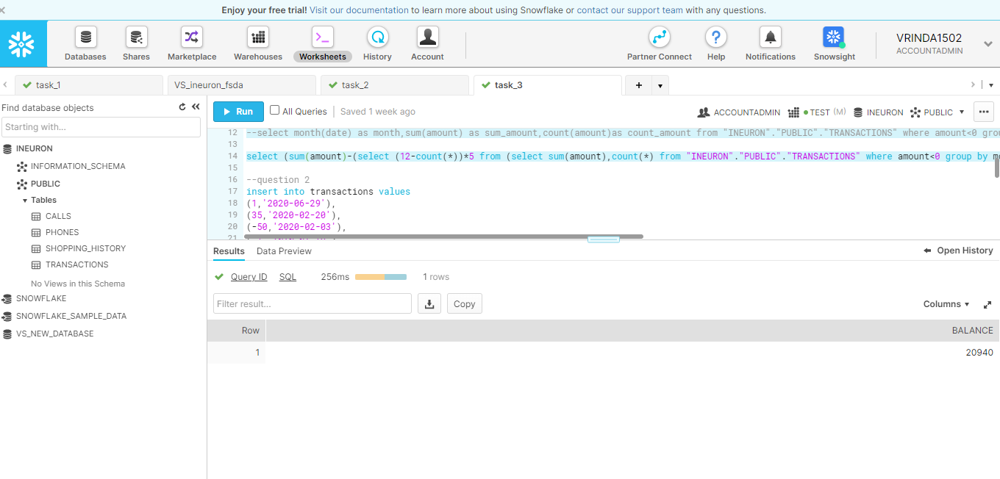 Enjoy your free trial! Visit our documentation to learn more about using Snowflake or contact our support team with any questions.
Databases
Shares
Marketplace
Warehouses
Worksheets
History
Account
Partner Connect
Help
Notifications
Snowsight
VRINDA1502
ACCOUNTADMIN
task_1
VS_ineuron_fsda
task_2
task_3
Find database objects
Starting with...
INEURON
INFORMATION_SCHEMA
PUBLIC
Tables
CALLS
PHONES
SHOPPING_HISTORY
TRANSACTIONS
No Views in this Schema
SNOWFLAKE
SNOWFLAKE_SAMPLE_DATA
VS_NEW_DATABASE
Run All Queries Saved 1 week ago ACCOUNTADMIN TEST (M) INEURON PUBLIC
12 --select month(date) as month,sum(amount) as sum_amount,count(amount)as count_amount from "INEURON"."PUBLIC"."TRANSACTIONS" where amount<0 grou
13
14 select (sum(amount)-(select (12-count(*))*5 from (select sum(amount),count(*) from "INEURON"."PUBLIC"."TRANSACTIONS" where amount<0 group by mo
15
16 --question 2
17 insert into transactions values
18 (1,'2020-06-29'),
19 (35,'2020-02-20'),
20 (-50,'2020-02-03'),
21
Results Data Preview Open History
Query ID SQL 256ms 1 rows
Filter result... Copy Columns
Row BALANCE
1 20940